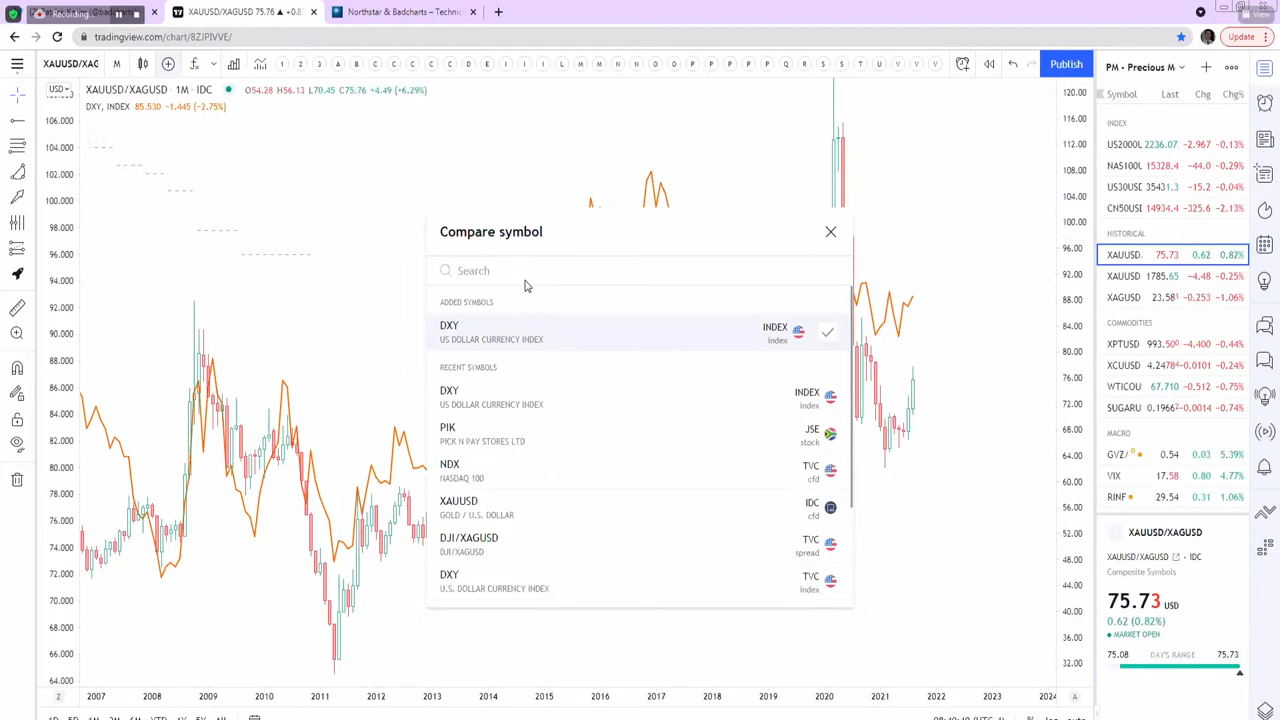 Recording...
XAUUSD/XAGUSD 75.76 ▲ +0.8
Northstar & Badcharts – Technic
View
tradingview.com/chart/8ZJPIVVE/
Update
XAUUSD/XAG
M
1 2 3
Publish
PM - Precious M
USD
XAUUSD/XAGUSD · 1M · IDC
O54.28 H56.13 L70.45 C75.76 +4.49 (+6.29%)
DXY, INDEX 85.530 −1.445 (−2.75%)
Symbol Last Chg Chg%
INDEX
US2000U 2236.07 -2.967 -0.13%
NAS100U 15328.4 -44.0 -0.29%
US30USD 35431.3 -15.2 -0.04%
CN50USD 14934.4 -325.6 -2.13%
HISTORICAL
XAUUSD. 75.73 0.62 0.82%
XAUUSD 1785.65 -4.48 -0.25%
XAGUSD 23.581 -0.253 -1.06%
COMMODITIES
XPTUSD 993.500 -4.400 -0.44%
XCUUSD 4.24784 -0.0101 -0.24%
WTICOU 67.710 -0.512 -0.75%
SUGARU 0.19662 -0.0014 -0.74%
MACRO
GVZ/ 0.54 0.03 5.39%
VIX 17.58 0.80 4.77%
RINF 29.54 0.31 1.06%
XAUUSD/XAGUSD
XAUUSD/XAGUSD IDC
Composite Symbols
75.73 USD
0.62 (0.82%)
MARKET OPEN
75.08 DAY'S RANGE 75.73
Compare symbol
Search
ADDED SYMBOLS
DXY INDEX
US DOLLAR CURRENCY INDEX index
RECENT SYMBOLS
DXY INDEX
US DOLLAR CURRENCY INDEX index
PIK JSE
PICK N PAY STORES LTD stock
NDX TVC
NASDAQ 100 cfd
XAUUSD IDC
GOLD / U.S. DOLLAR cfd
DJI/XAGUSD TVC
DJI/XAGUSD spread
DXY TVC
U.S. DOLLAR CURRENCY INDEX index
106.000
104.000
102.000
100.000
98.000
96.000
94.000
92.000
90.000
88.000
86.000
84.000
82.000
80.000
78.000
76.000
74.000
72.000
70.000
68.000
66.000
64.000
120.00
116.00
112.00
108.00
104.00
100.00
96.00
92.00
88.00
84.00
80.00
76.00
72.00
68.00
64.00
60.00
56.00
52.00
48.00
44.00
40.00
36.00
32.00
Z 2007 2008 2009 2010 2011 2012 2013 2014 2015 2016 2017 2018 2019 2020 2021 2022 2023 2024 A